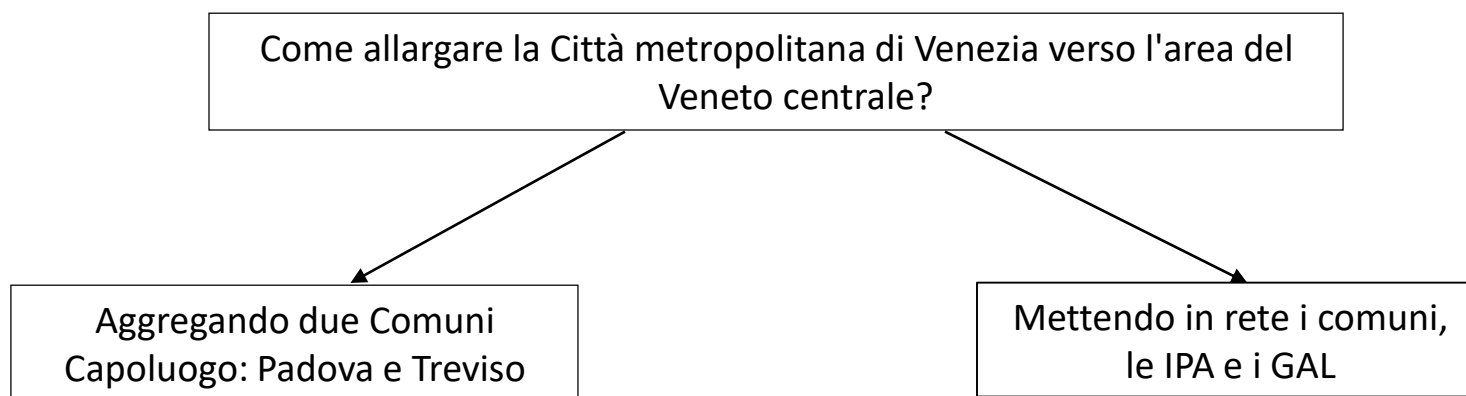 Come allargare la Città metropolitana di Venezia verso l'area del
Veneto centrale?
Aggregando due Comuni
Capoluogo: Padova e Treviso
Mettendo in rete i comuni,
le IPA e i GAL